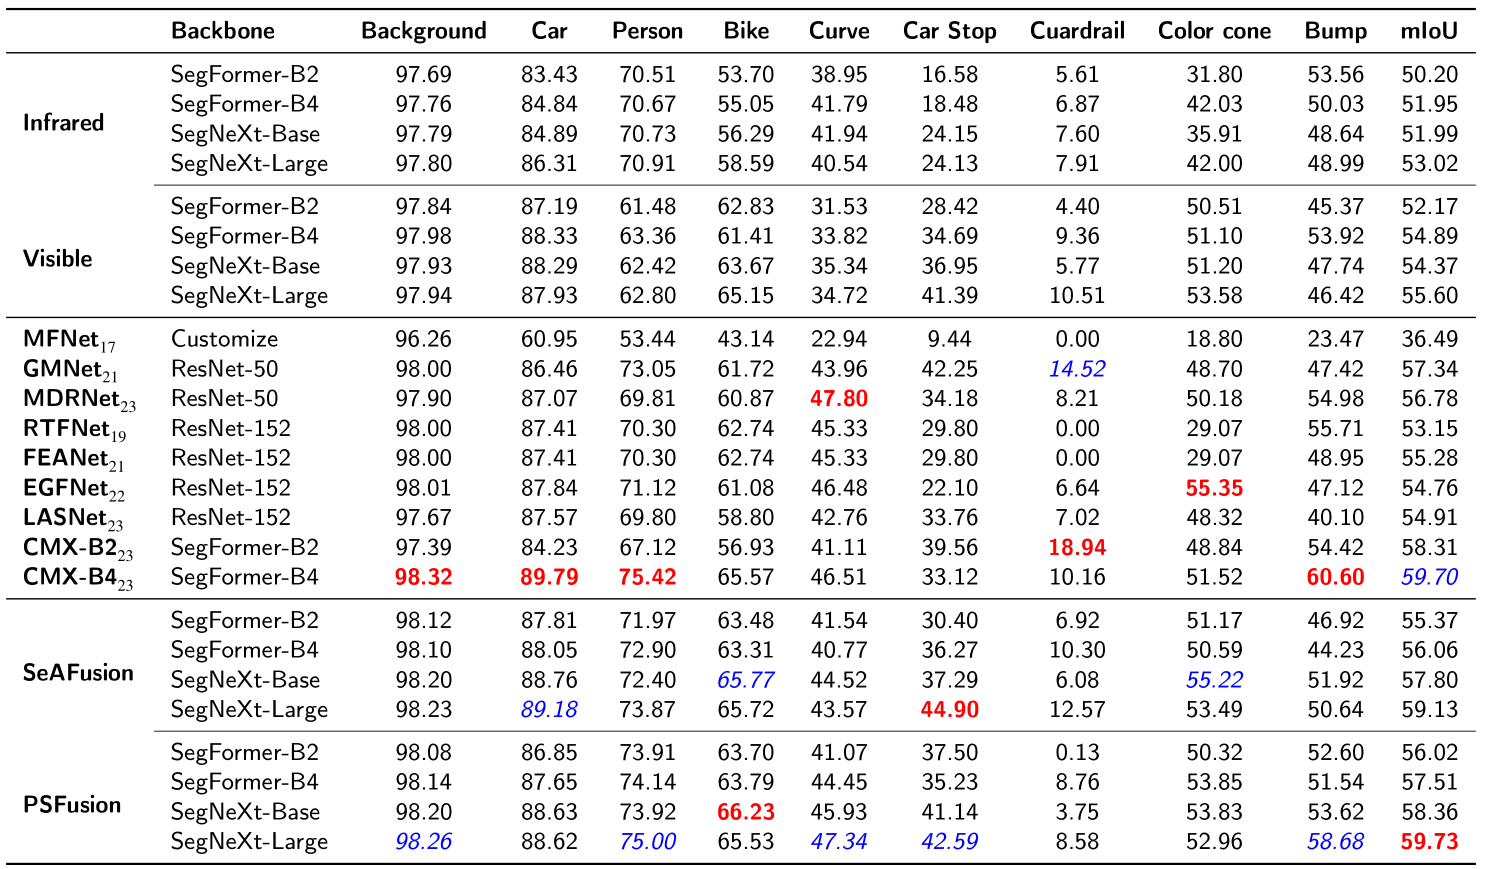 Backbone Background Car Person Bike Curve Car Stop Cuardrail Color cone Bump mIoU
Infrared
SegFormer-B2 97.69 83.43 70.51 53.70 38.95 16.58 5.61 31.80 53.56 50.20
SegFormer-B4 97.76 84.84 70.67 55.05 41.79 18.48 6.87 42.03 50.03 51.95
SegNeXt-Base 97.79 84.89 70.73 56.29 41.94 24.15 7.60 35.91 48.64 51.99
SegNeXt-Large 97.80 86.31 70.91 58.59 40.54 24.13 7.91 42.00 48.99 53.02
Visible
SegFormer-B2 97.84 87.19 61.48 62.83 31.53 28.42 4.40 50.51 45.37 52.17
SegFormer-B4 97.98 88.33 63.36 61.41 33.82 34.69 9.36 51.10 53.92 54.89
SegNeXt-Base 97.93 88.29 62.42 63.67 35.34 36.95 5.77 51.20 47.74 54.37
SegNeXt-Large 97.94 87.93 62.80 65.15 34.72 41.39 10.51 53.58 46.42 55.60
MFNet17 Customize 96.26 60.95 53.44 43.14 22.94 9.44 0.00 18.80 23.47 36.49
GMNet21 ResNet-50 98.00 86.46 73.05 61.72 43.96 42.25 14.52 48.70 47.42 57.34
MDRNet23 ResNet-50 97.90 87.07 69.81 60.87 47.80 34.18 8.21 50.18 54.98 56.78
RTFNet19 ResNet-152 98.00 87.41 70.30 62.74 45.33 29.80 0.00 29.07 55.71 53.15
FEANet21 ResNet-152 98.00 87.41 70.30 62.74 45.33 29.80 0.00 29.07 48.95 55.28
EGFNet22 ResNet-152 98.01 87.84 71.12 61.08 46.48 22.10 6.64 55.35 47.12 54.76
LASNet23 ResNet-152 97.67 87.57 69.80 58.80 42.76 33.76 7.02 48.32 40.10 54.91
CMX-B223 SegFormer-B2 97.39 84.23 67.12 56.93 41.11 39.56 18.94 48.84 54.42 58.31
CMX-B423 SegFormer-B4 98.32 89.79 75.42 65.57 46.51 33.12 10.16 51.52 60.60 59.70
SeAFusion
SegFormer-B2 98.12 87.81 71.97 63.48 41.54 30.40 6.92 51.17 46.92 55.37
SegFormer-B4 98.10 88.05 72.90 63.31 40.77 36.27 10.30 50.59 44.23 56.06
SegNeXt-Base 98.20 88.76 72.40 65.77 44.52 37.29 6.08 55.22 51.92 57.80
SegNeXt-Large 98.23 89.18 73.87 65.72 43.57 44.90 12.57 53.49 50.64 59.13
PSFusion
SegFormer-B2 98.08 86.85 73.91 63.70 41.07 37.50 0.13 50.32 52.60 56.02
SegFormer-B4 98.14 87.65 74.14 63.79 44.45 35.23 8.76 53.85 51.54 57.51
SegNeXt-Base 98.20 88.63 73.92 66.23 45.93 41.14 3.75 53.83 53.62 58.36
SegNeXt-Large 98.26 88.62 75.00 65.53 47.34 42.59 8.58 52.96 58.68 59.73